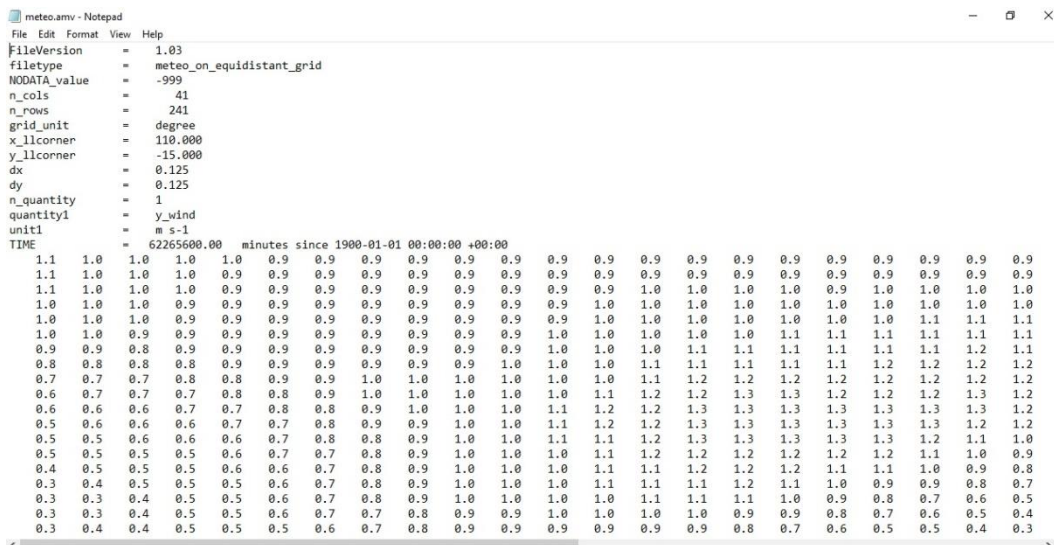 meteo.amv - Notepad
File Edit Format View Help
FileVersion = 1.03
filetype = meteo_on_equidistant_grid
NODATA_value = -999
n_cols = 41
n_rows = 241
grid_unit = degree
x_llcorner = 110.000
y_llcorner = -15.000
dx = 0.125
dy = 0.125
n_quantity = 1
quantity1 = y_wind
unit1 = m s-1
TIME = 62265600.00 minutes since 1900-01-01 00:00:00 +00:00
1.1 1.0 1.0 1.0 1.0 0.9 0.9 0.9 0.9 0.9 0.9 0.9 0.9 0.9 0.9 0.9 0.9 0.9 0.9 0.9 0.9 0.9
1.1 1.0 1.0 1.0 0.9 0.9 0.9 0.9 0.9 0.9 0.9 0.9 0.9 0.9 0.9 0.9 0.9 0.9 0.9 0.9 0.9 0.9
1.1 1.0 1.0 1.0 0.9 0.9 0.9 0.9 0.9 0.9 0.9 0.9 0.9 1.0 1.0 1.0 1.0 0.9 1.0 1.0 1.0 1.0
1.0 1.0 1.0 0.9 0.9 0.9 0.9 0.9 0.9 0.9 0.9 0.9 1.0 1.0 1.0 1.0 1.0 1.0 1.0 1.0 1.0 1.0
1.0 1.0 1.0 0.9 0.9 0.9 0.9 0.9 0.9 0.9 0.9 0.9 1.0 1.0 1.0 1.0 1.0 1.0 1.0 1.1 1.1 1.1
1.0 1.0 0.9 0.9 0.9 0.9 0.9 0.9 0.9 0.9 0.9 1.0 1.0 1.0 1.0 1.0 1.1 1.1 1.1 1.1 1.1 1.1
0.9 0.9 0.8 0.9 0.9 0.9 0.9 0.9 0.9 0.9 0.9 1.0 1.0 1.0 1.1 1.1 1.1 1.1 1.1 1.1 1.2 1.1
0.8 0.8 0.8 0.8 0.9 0.9 0.9 0.9 0.9 0.9 1.0 1.0 1.0 1.1 1.1 1.1 1.1 1.1 1.2 1.2 1.2 1.2
0.7 0.7 0.7 0.8 0.8 0.9 0.9 1.0 1.0 1.0 1.0 1.0 1.0 1.1 1.2 1.2 1.2 1.2 1.2 1.2 1.2 1.2
0.6 0.7 0.7 0.7 0.8 0.8 0.9 1.0 1.0 1.0 1.0 1.0 1.1 1.2 1.2 1.3 1.3 1.2 1.2 1.2 1.3 1.2
0.6 0.6 0.6 0.7 0.7 0.8 0.8 0.9 1.0 1.0 1.0 1.1 1.2 1.2 1.3 1.3 1.3 1.3 1.3 1.3 1.3 1.2
0.5 0.6 0.6 0.6 0.7 0.7 0.8 0.9 0.9 1.0 1.0 1.1 1.2 1.2 1.3 1.3 1.3 1.3 1.3 1.2 1.2 1.2
0.5 0.5 0.6 0.6 0.6 0.7 0.8 0.8 0.9 1.0 1.0 1.1 1.1 1.2 1.3 1.3 1.3 1.3 1.3 1.2 1.1 1.0
0.5 0.5 0.5 0.5 0.6 0.7 0.7 0.8 0.9 1.0 1.0 1.0 1.1 1.2 1.2 1.2 1.2 1.2 1.2 1.1 1.0 0.9
0.4 0.5 0.5 0.5 0.6 0.6 0.7 0.8 0.9 1.0 1.0 1.0 1.1 1.1 1.2 1.2 1.2 1.1 1.1 1.0 0.9 0.8
0.3 0.4 0.5 0.5 0.5 0.6 0.7 0.8 0.9 1.0 1.0 1.0 1.1 1.1 1.1 1.2 1.1 1.0 0.9 0.9 0.8 0.7
0.3 0.3 0.4 0.5 0.5 0.6 0.7 0.8 0.9 1.0 1.0 1.0 1.0 1.1 1.1 1.1 1.0 0.9 0.8 0.7 0.6 0.5
0.3 0.3 0.4 0.5 0.5 0.6 0.7 0.7 0.8 0.9 0.9 1.0 1.0 1.0 1.0 0.9 0.9 0.8 0.7 0.6 0.5 0.4
0.3 0.4 0.4 0.5 0.5 0.5 0.6 0.7 0.8 0.9 0.9 0.9 0.9 0.9 0.9 0.8 0.7 0.6 0.5 0.5 0.4 0.3